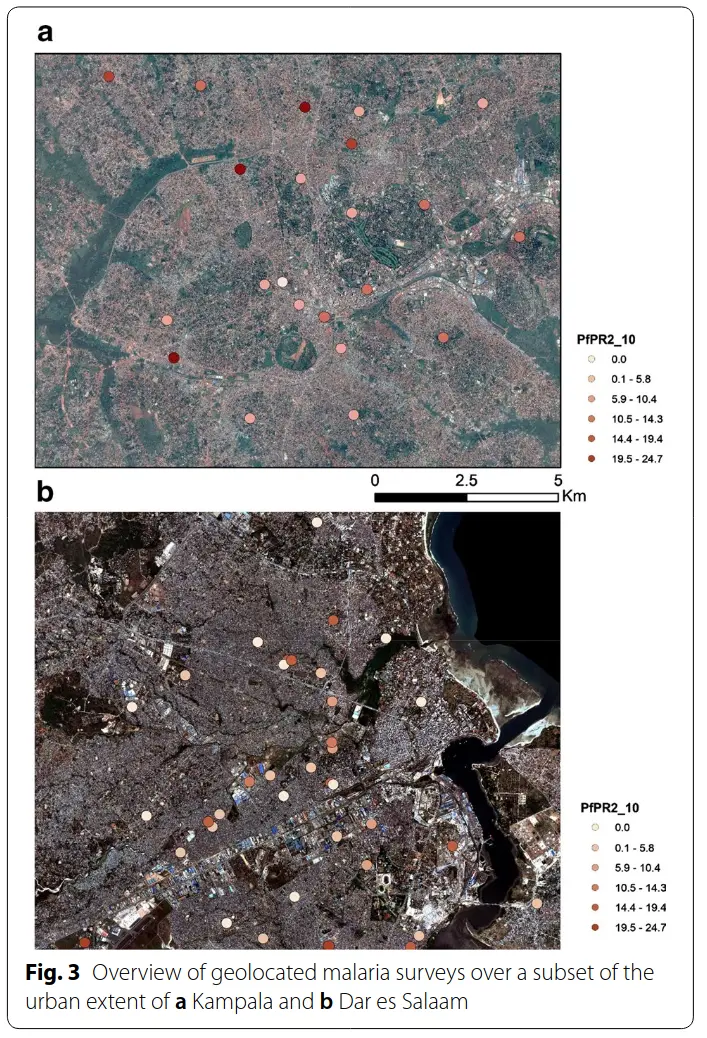 a
PfPR2_10
0.0
0.1 - 5.8
5.9 - 10.4
10.5 - 14.3
14.4 - 19.4
19.5 - 24.7
0 2.5 5
Km
b
PfPR2_10
0.0
0.1 - 5.8
5.9 - 10.4
10.5 - 14.3
14.4 - 19.4
19.5 - 24.7
Fig. 3 Overview of geolocated malaria surveys over a subset of the
urban extent of a Kampala and b Dar es Salaam